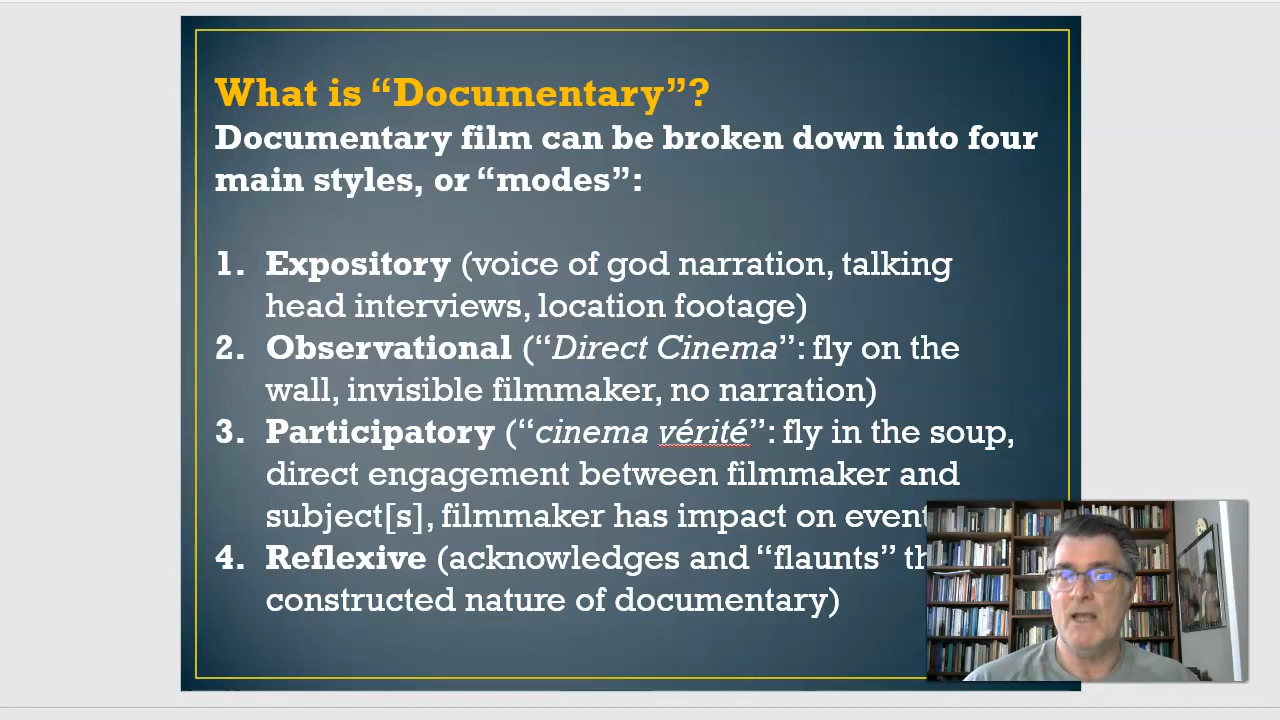 What is “Documentary”?
Documentary film can be broken down into four
main styles, or “modes”:
1. Expository (voice of god narration, talking
head interviews, location footage)
2. Observational (“Direct Cinema”: fly on the
wall, invisible filmmaker, no narration)
3. Participatory (“cinema vérité”: fly in the soup,
direct engagement between filmmaker and
subject[s], filmmaker has impact on event
4. Reflexive (acknowledges and “flaunts”
constructed nature of documentary)